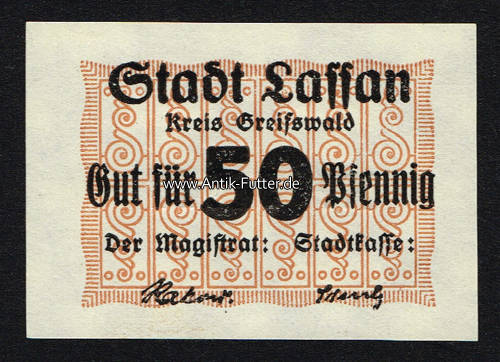 Stadt Lassan
Kreis Greifswald
Gut für 50 Pfennig
www.Antik-Futter.de
Der Magistrat: Stadtkasse: